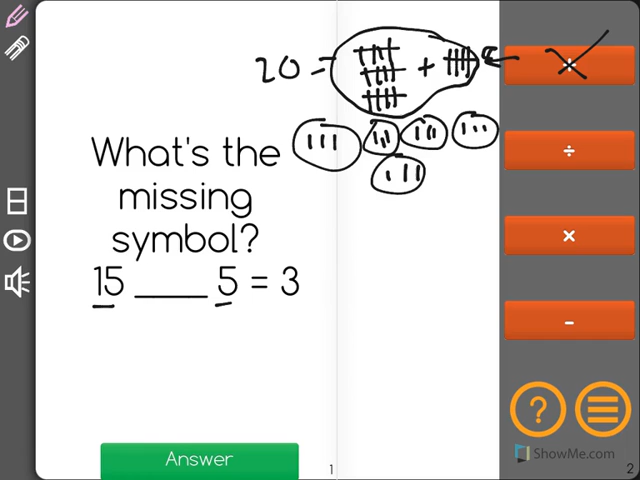 20 =
+
÷
÷
×
-
What's the
missing
symbol?
15 ____ 5 = 3
?
ShowMe.com
Answer
1
2